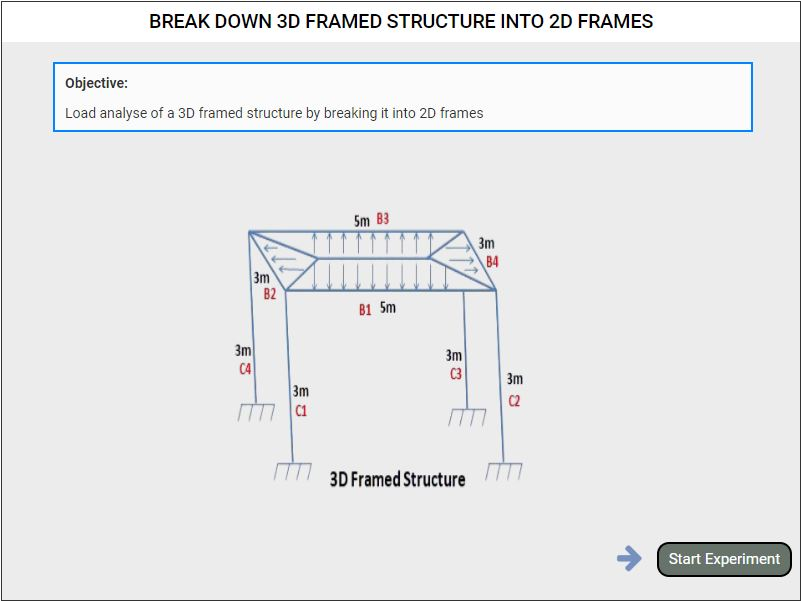 BREAK DOWN 3D FRAMED STRUCTURE INTO 2D FRAMES
Objective:
Load analyse of a 3D framed structure by breaking it into 2D frames
5m B3
3m
B4
3m
B2
B1 5m
3m
C4
3m
C3
3m
C2
3m
C1
3D Framed Structure
Start Experiment